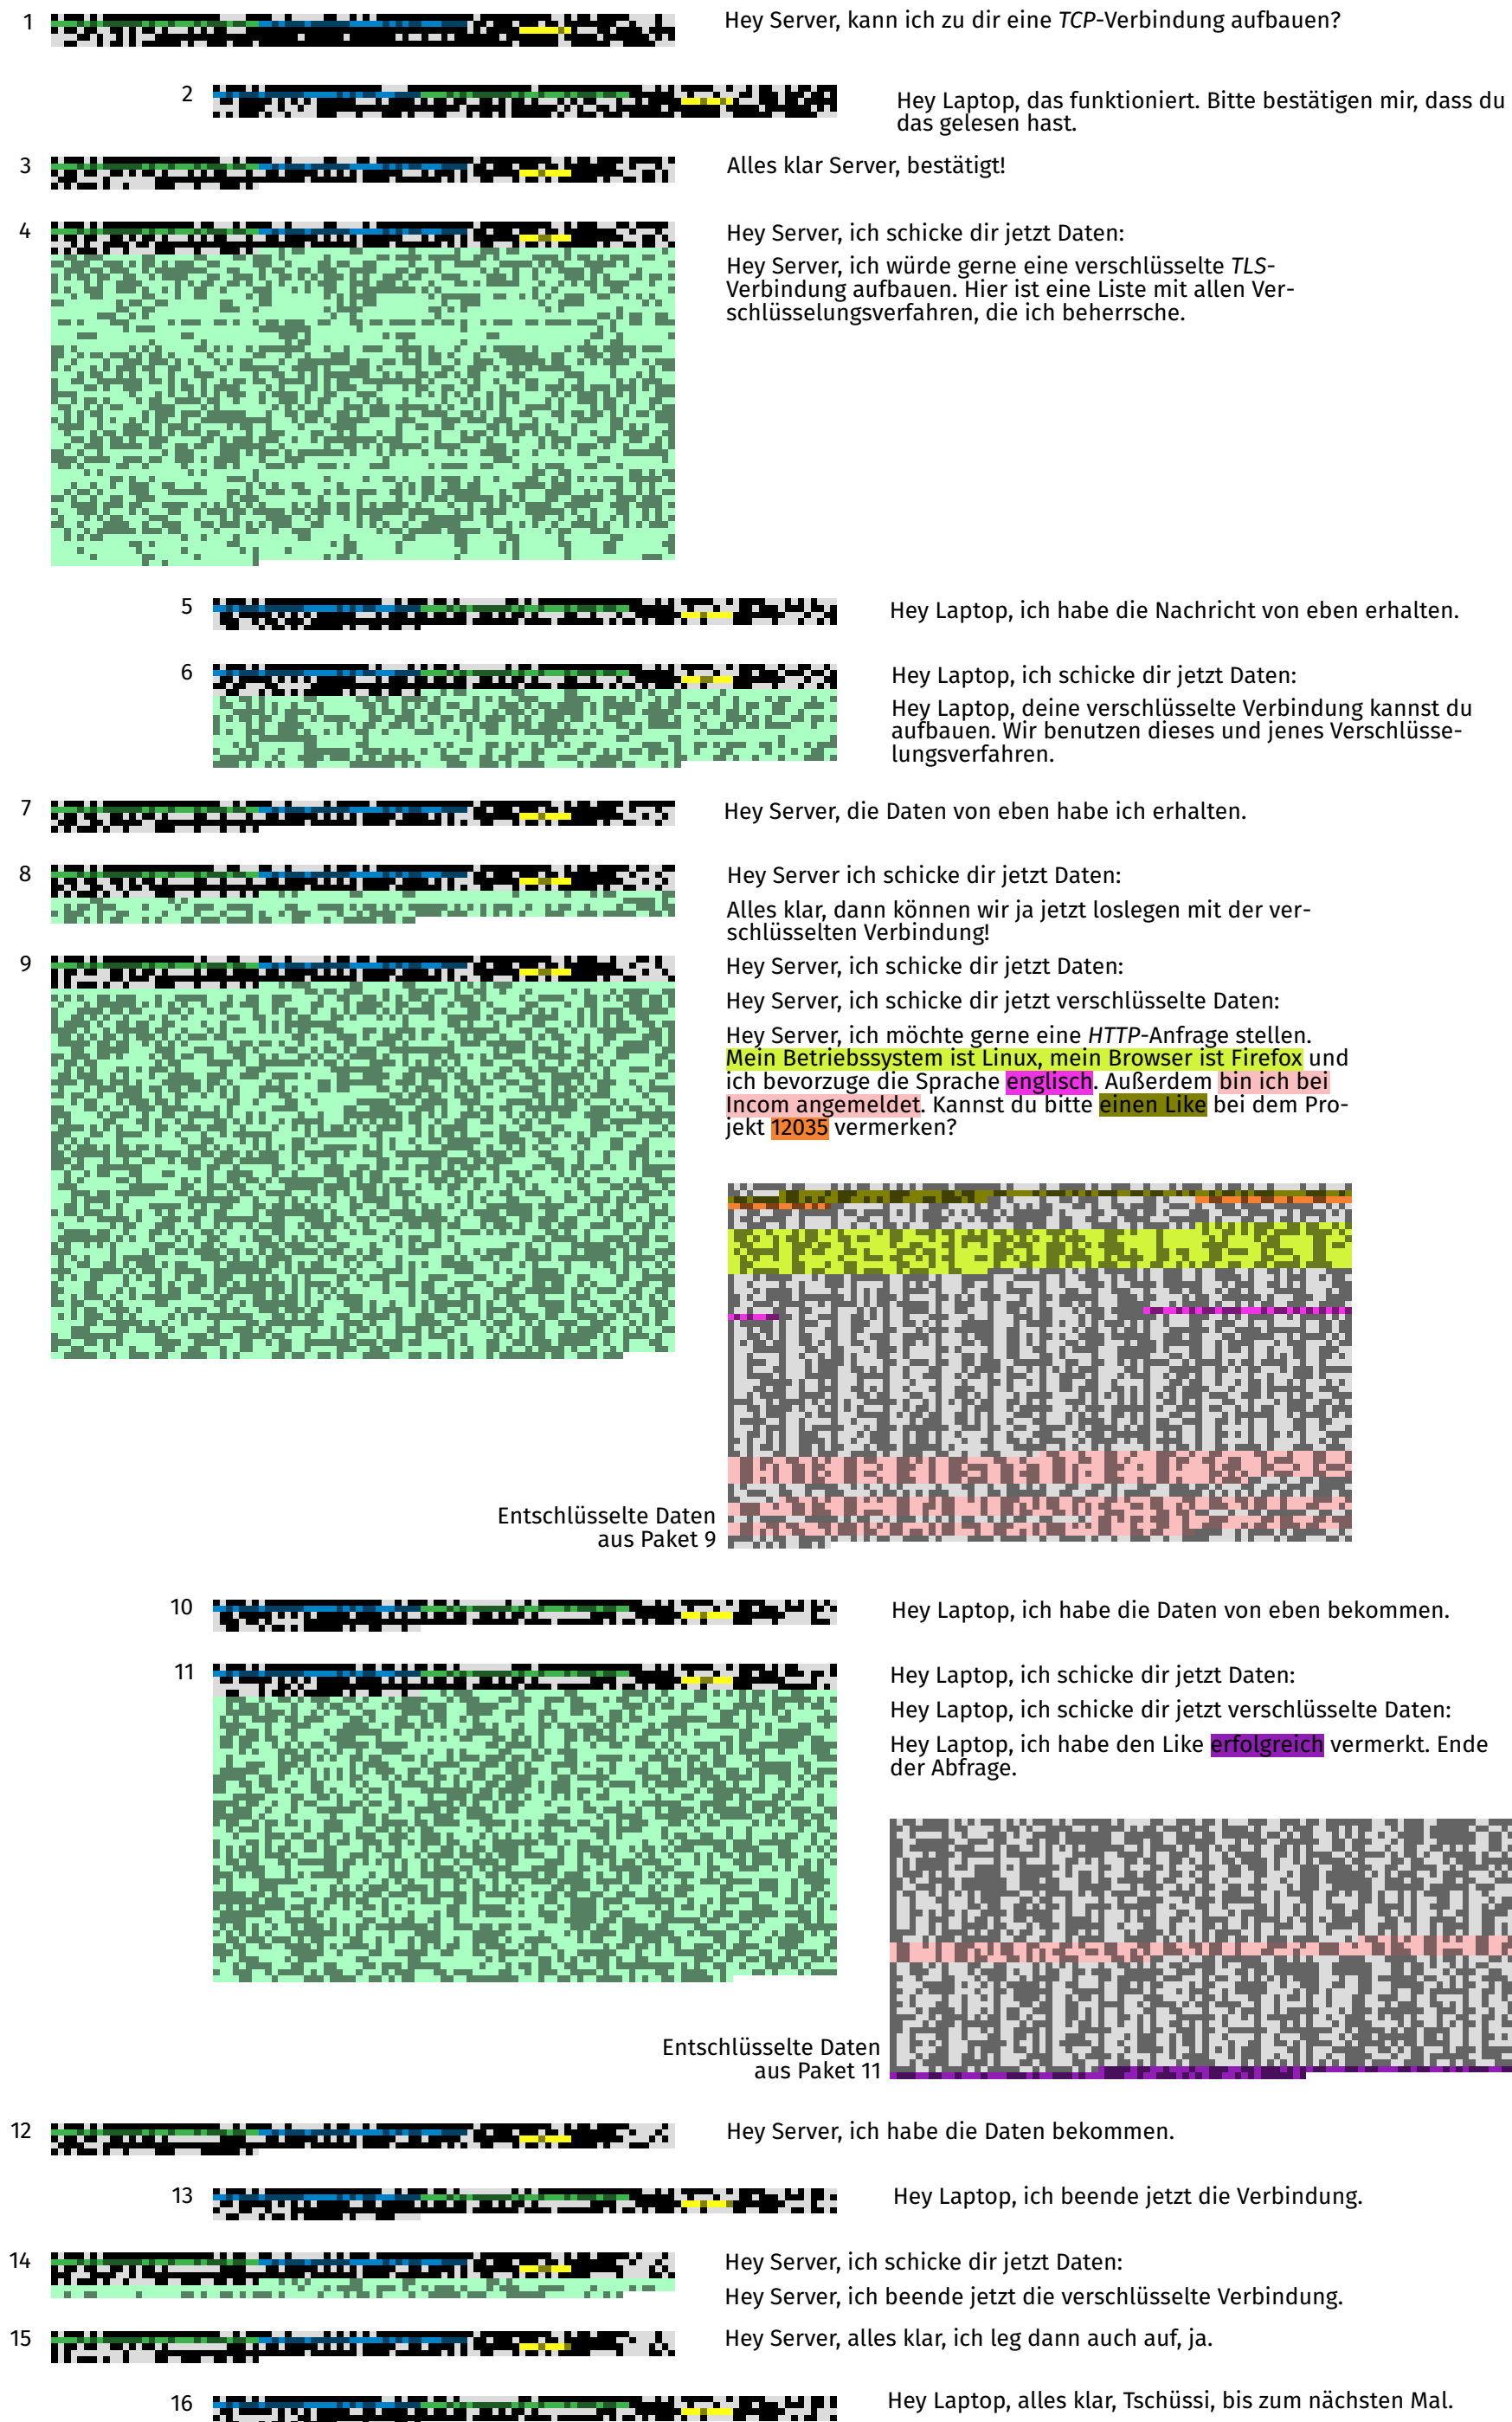 1
Hey Server, kann ich zu dir eine TCP-Verbindung aufbauen?
2
Hey Laptop, das funktioniert. Bitte bestätigen mir, dass du
das gelesen hast.
3
Alles klar Server, bestätigt!
4
Hey Server, ich schicke dir jetzt Daten:
Hey Server, ich würde gerne eine verschlüsselte TLS-
Verbindung aufbauen. Hier ist eine Liste mit allen Ver-
schlüsselungsverfahren, die ich beherrsche.
5
Hey Laptop, ich habe die Nachricht von eben erhalten.
6
Hey Laptop, ich schicke dir jetzt Daten:
Hey Laptop, deine verschlüsselte Verbindung kannst du
aufbauen. Wir benutzen dieses und jenes Verschlüsse-
lungsverfahren.
7
Hey Server, die Daten von eben habe ich erhalten.
8
Hey Server ich schicke dir jetzt Daten:
Alles klar, dann können wir ja jetzt loslegen mit der ver-
schlüsselten Verbindung!
9
Hey Server, ich schicke dir jetzt Daten:
Hey Server, ich schicke dir jetzt verschlüsselte Daten:
Hey Server, ich möchte gerne eine HTTP-Anfrage stellen.
Mein Betriebssystem ist Linux, mein Browser ist Firefox und
ich bevorzuge die Sprache englisch. Außerdem bin ich bei
Incom angemeldet. Kannst du bitte einen Like bei dem Pro-
jekt 12035 vermerken?
Entschlüsselte Daten
aus Paket 9
10
Hey Laptop, ich habe die Daten von eben bekommen.
11
Hey Laptop, ich schicke dir jetzt Daten:
Hey Laptop, ich schicke dir jetzt verschlüsselte Daten:
Hey Laptop, ich habe den Like erfolgreich vermerkt. Ende
der Abfrage.
Entschlüsselte Daten
aus Paket 11
12
Hey Server, ich habe die Daten bekommen.
13
Hey Laptop, ich beende jetzt die Verbindung.
14
Hey Server, ich schicke dir jetzt Daten:
Hey Server, ich beende jetzt die verschlüsselte Verbindung.
15
Hey Server, alles klar, ich leg dann auch auf, ja.
16
Hey Laptop, alles klar, Tschüssi, bis zum nächsten Mal.